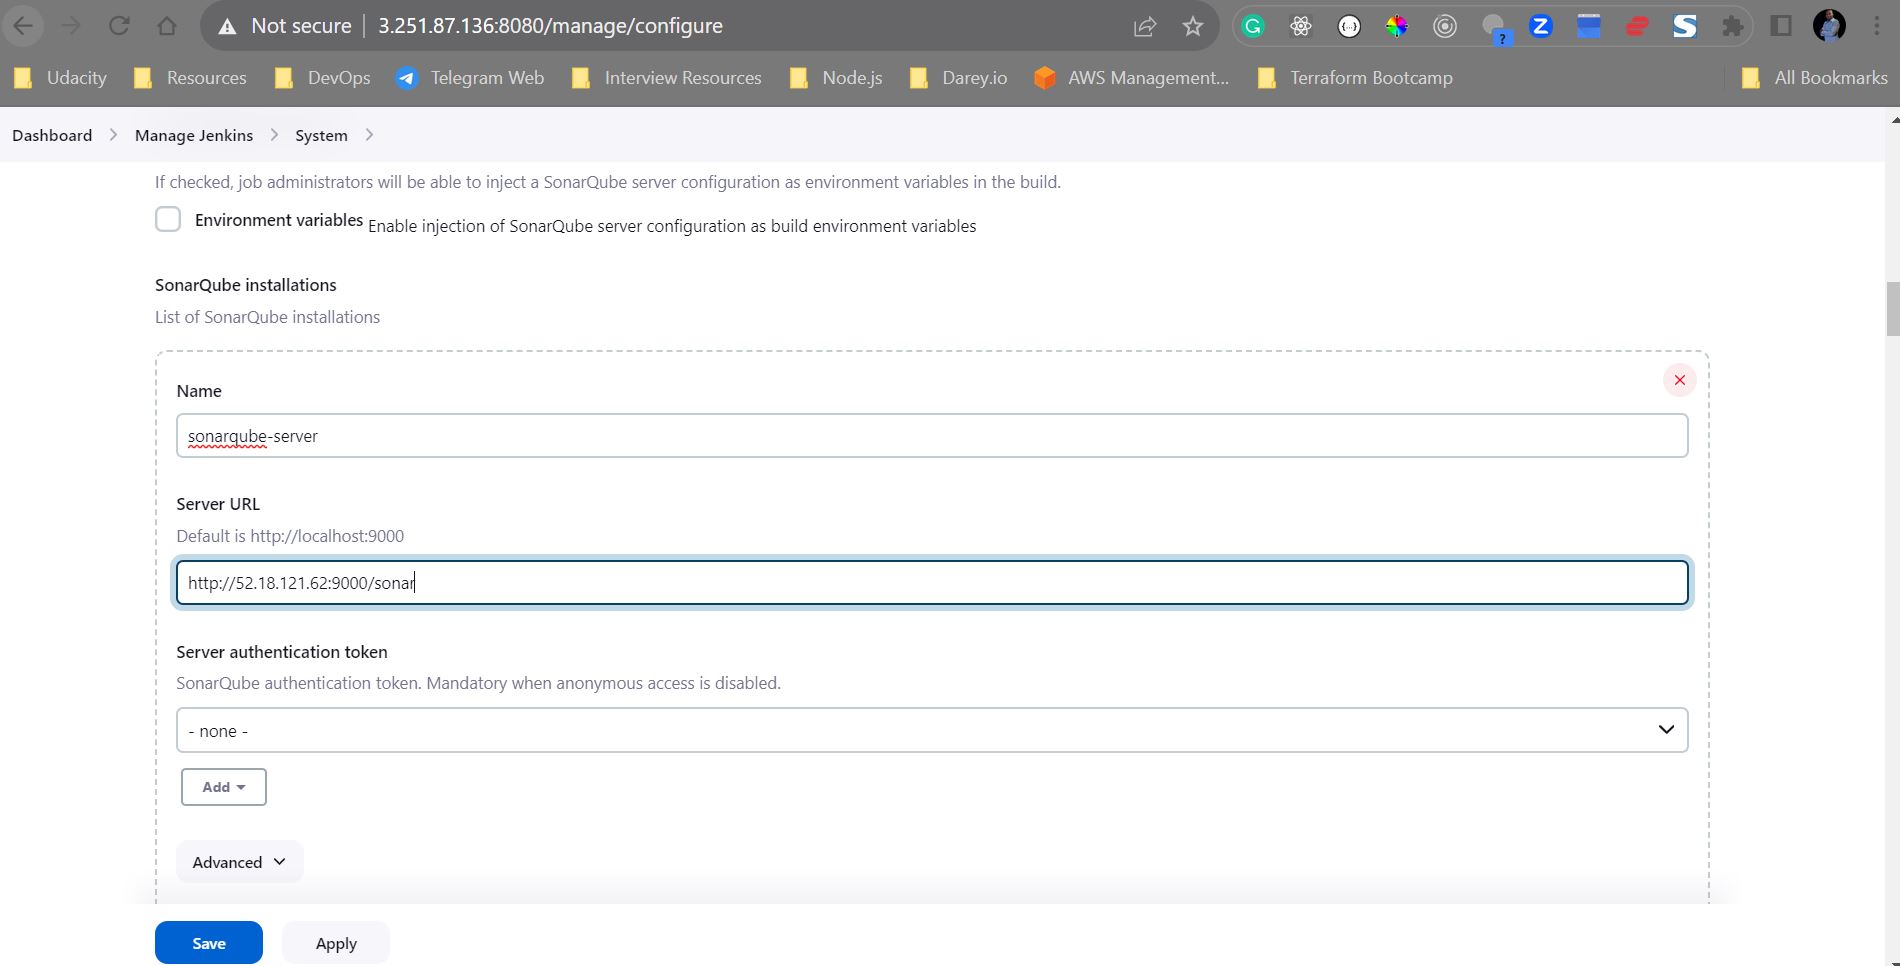 Not secure 3.251.87.136:8080/manage/configure
Udacity Resources DevOps Telegram Web Interview Resources Node.js Darey.io AWS Management... Terraform Bootcamp All Bookmarks
Dashboard Manage Jenkins System
If checked, job administrators will be able to inject a SonarQube server configuration as environment variables in the build.
Environment variables Enable injection of SonarQube server configuration as build environment variables
SonarQube installations
List of SonarQube installations
Name
sonarqube-server
Server URL
Default is http://localhost:9000
http://52.18.121.62:9000/sonar
Server authentication token
SonarQube authentication token. Mandatory when anonymous access is disabled.
- none -
Add
Advanced
Save Apply